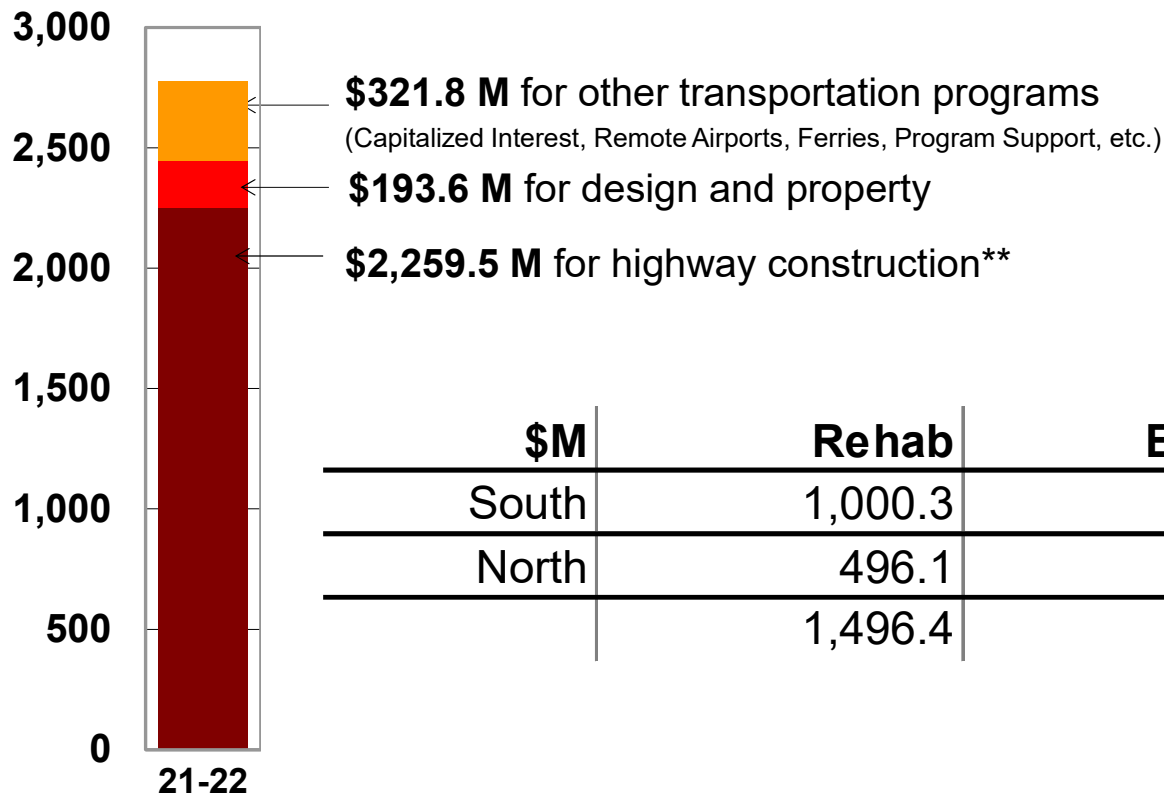 3,000
2,500
2,000
1,500
1,000
500
0
21-22
$321.8 M for other transportation programs
(Capitalized Interest, Remote Airports, Ferries, Program Support, etc.)
$193.6 M for design and property
$2,259.5 M for highway construction**
$M Rehab
South 1,000.3
North 496.1
1,496.4